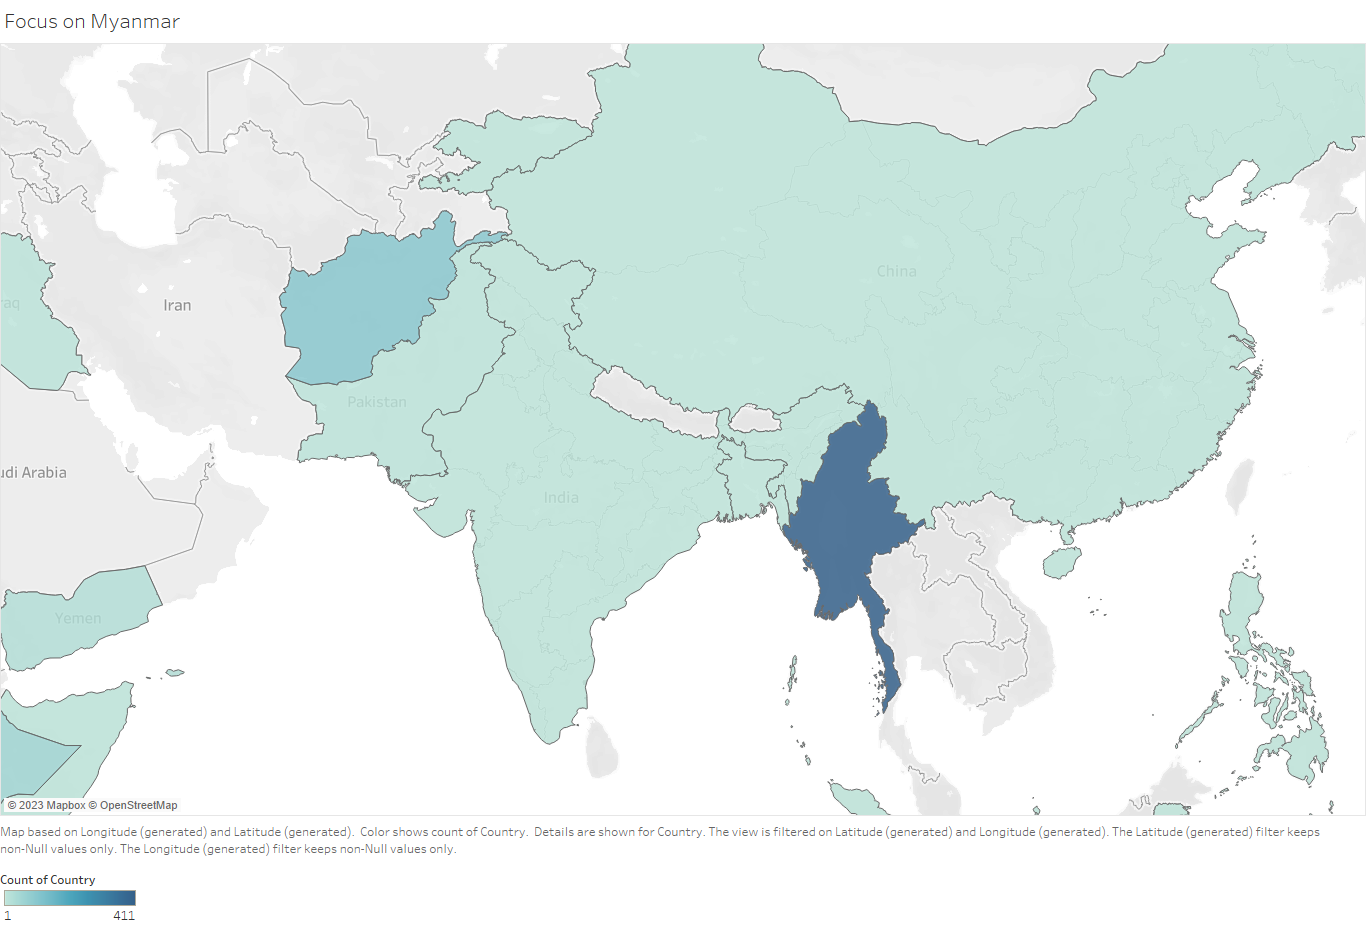 Focus on Myanmar
China
Iran
raq
Pakistan
udi Arabia
India
Yemen
© 2023 Mapbox © OpenStreetMap
Map based on Longitude (generated) and Latitude (generated).  Color shows count of Country.  Details are shown for Country. The view is filtered on Latitude (generated) and Longitude (generated). The Latitude (generated) filter keeps
non-Null values only. The Longitude (generated) filter keeps non-Null values only.
Count of Country
1 411